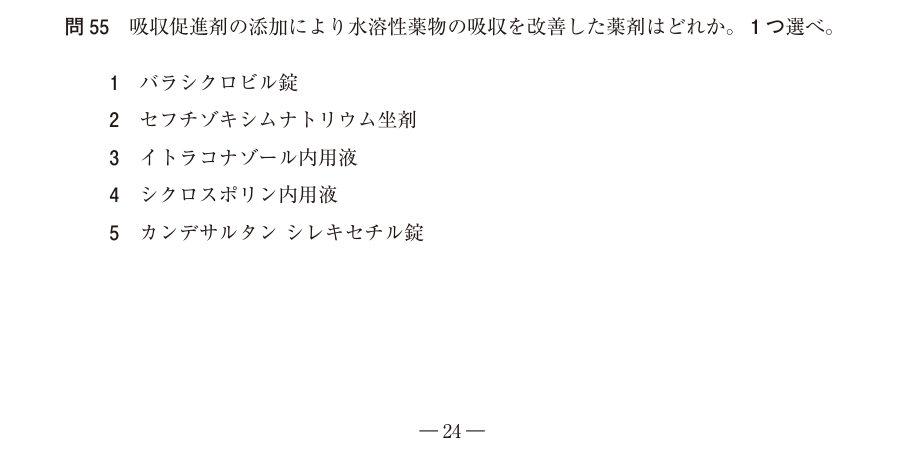 問 55 吸収促進剤の添加により水溶性薬物の吸収を改善した薬剤はどれか。1つ選べ。
1 バラシクロビル錠
2 セフチゾキシムナトリウム坐剤
3 イトラコナゾール内用液
4 シクロスポリン内用液
5 カンデサルタン シレキセチル錠
— 24 —